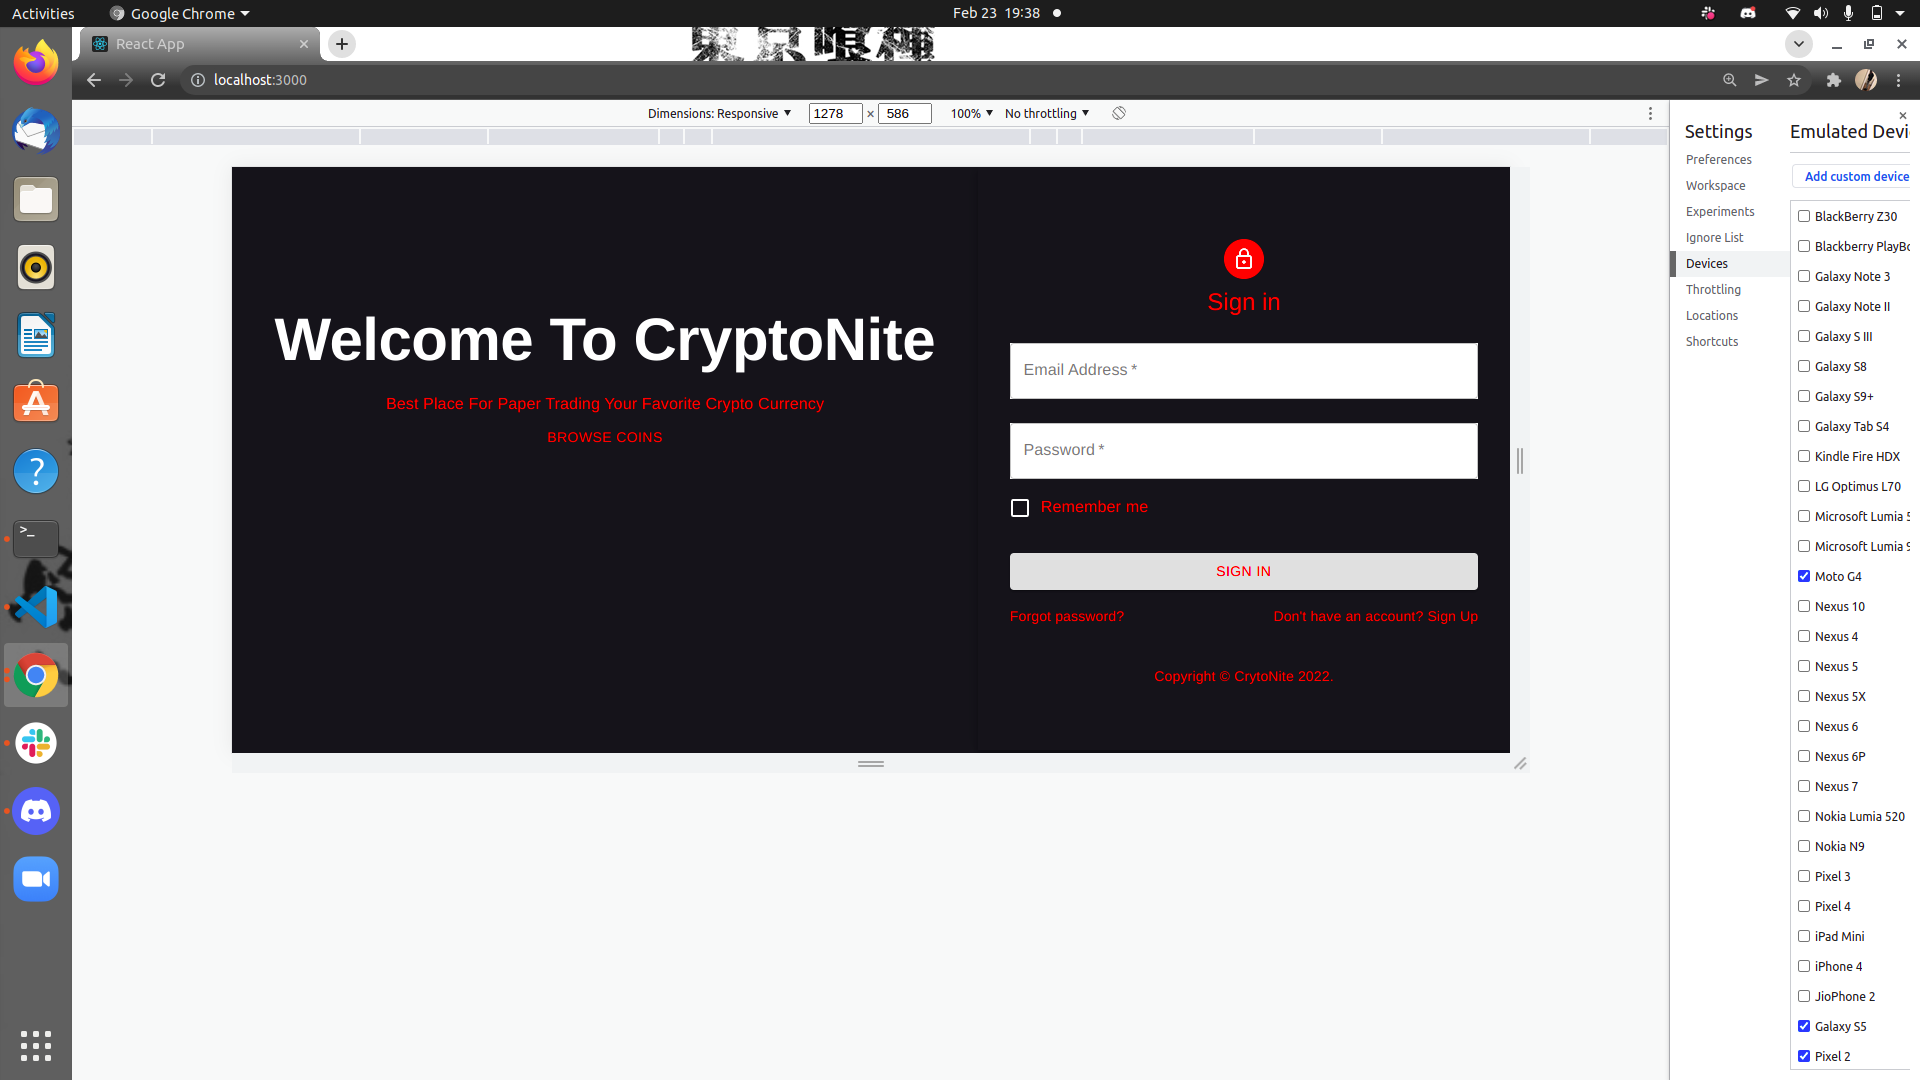 Activities
Google Chrome
Feb 23 19:38
React App
localhost:3000
Dimensions: Responsive
1278 × 586
100%
No throttling
Welcome To CryptoNite
Best Place For Paper Trading Your Favorite Crypto Currency
BROWSE COINS
Sign in
Email Address *
Password *
Remember me
SIGN IN
Forgot password?
Don't have an account? Sign Up
Copyright © CrytoNite 2022.
Settings
Preferences
Workspace
Experiments
Ignore List
Devices
Throttling
Locations
Shortcuts
Emulated Devi
Add custom device
BlackBerry Z30
Blackberry PlayBo
Galaxy Note 3
Galaxy Note II
Galaxy S III
Galaxy S8
Galaxy S9+
Galaxy Tab S4
Kindle Fire HDX
LG Optimus L70
Microsoft Lumia 5
Microsoft Lumia 9
Moto G4
Nexus 10
Nexus 4
Nexus 5
Nexus 5X
Nexus 6
Nexus 6P
Nexus 7
Nokia Lumia 520
Nokia N9
Pixel 3
Pixel 4
iPad Mini
iPhone 4
JioPhone 2
Galaxy S5
Pixel 2